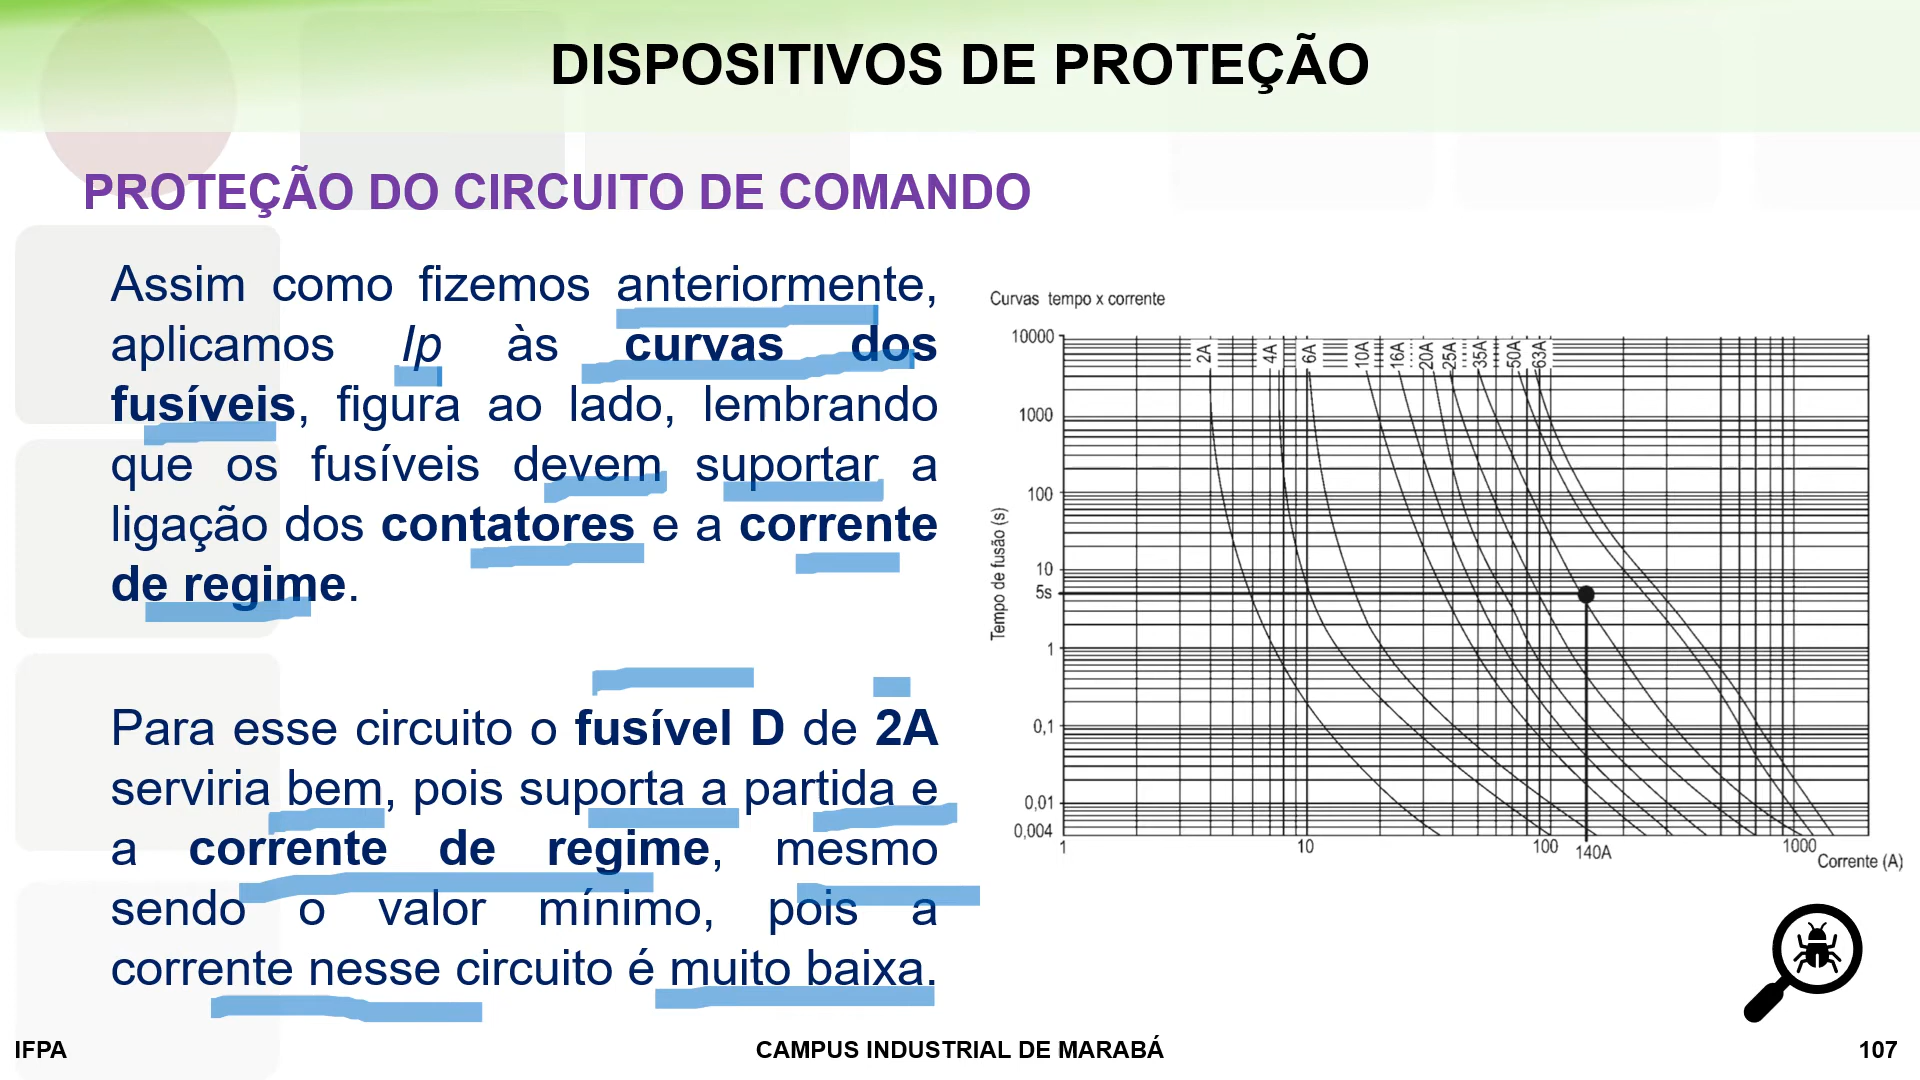 DISPOSITIVOS DE PROTEÇÃO
PROTEÇÃO DO CIRCUITO DE COMANDO
Assim como fizemos anteriormente,
aplicamos Ip às curvas dos
fusíveis, figura ao lado, lembrando
que os fusíveis devem suportar a
ligação dos contatores e a corrente
de regime.
Para esse circuito o fusível D de 2A
serviria bem, pois suporta a partida e
a corrente de regime, mesmo
sendo o valor mínimo, pois a
corrente nesse circuito é muito baixa.
Curvas tempo x corrente
10000
1000
100
10
5s
1
0,1
0,01
0,004
Tempo de fusão (s)
2A
4A
6A
10A
16A
20A
25A
35A
50A
63A
1
10
100
140A
1000
Corrente (A)
IFPA
CAMPUS INDUSTRIAL DE MARABÁ
107